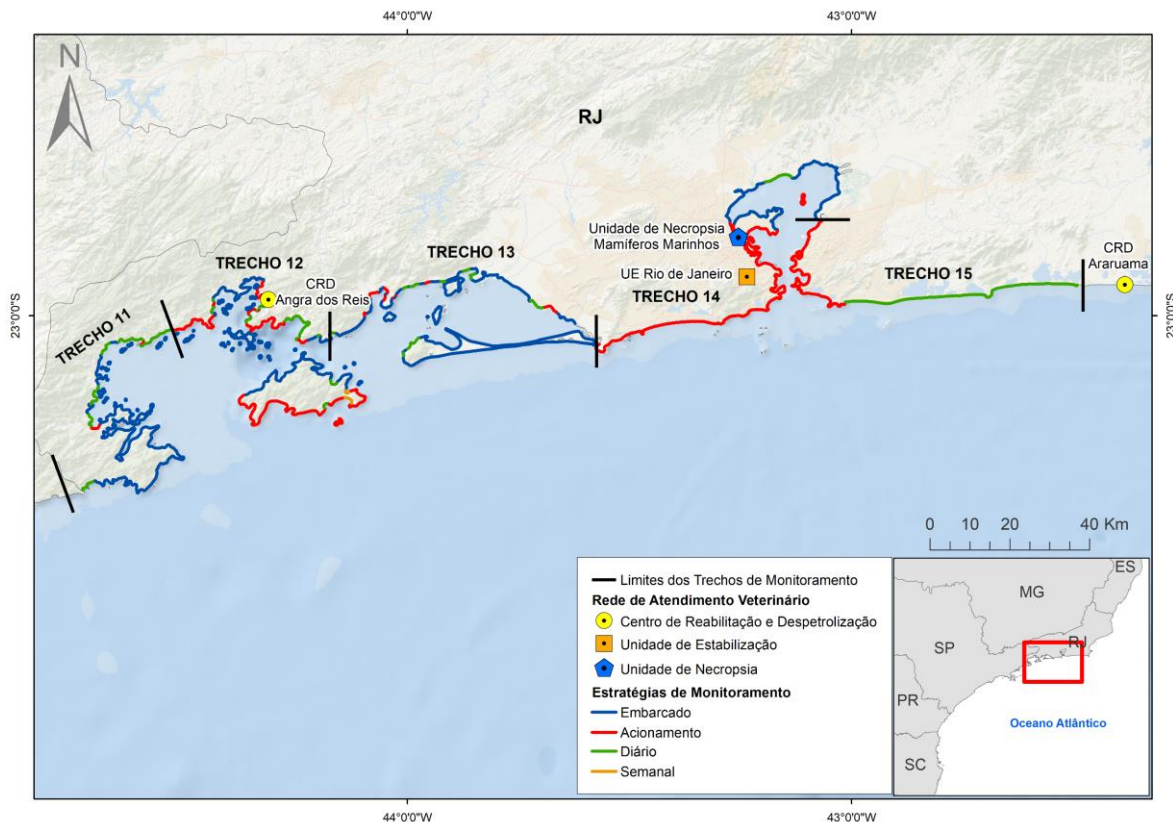 44°0'0"W
43°0'0"W
N
RJ
Unidade de Necropsia
Mamíferos Marinhos
TRECHO 13
CRD
Araruama
TRECHO 12
UE Rio de Janeiro
CRD
Angra dos Reis
TRECHO 15
TRECHO 14
23°0'0"S
23°0'0"S
TRECHO 11
0 10 20 40 Km
Limites dos Trechos de Monitoramento
Rede de Atendimento Veterinário
Centro de Reabilitação e Despetrolização
Unidade de Estabilização
Unidade de Necropsia
Estratégias de Monitoramento
Embarcado
Acionamento
Diário
Semanal
ES
MG
RJ
SP
PR
Oceano Atlântico
SC
44°0'0"W
43°0'0"W